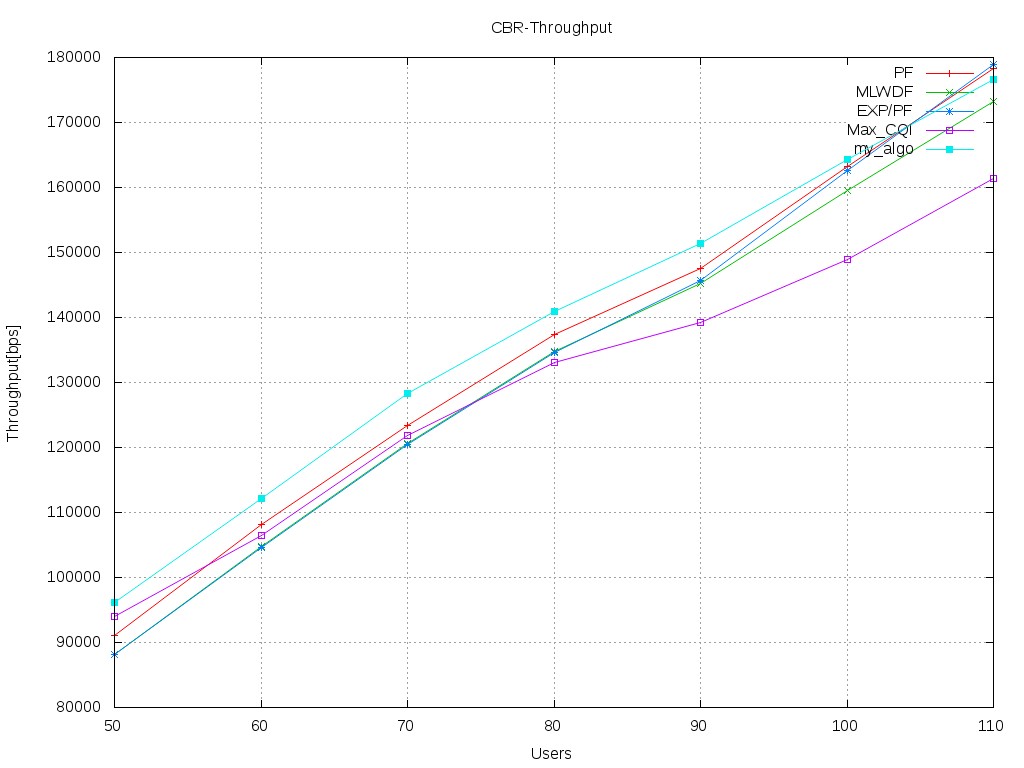 CBR-Throughput
180000
170000
160000
150000
140000
130000
120000
110000
100000
90000
80000
Throughput[bps]
PF
MLWDF
EXP/PF
Max_CQI
my_algo
50 60 70 80 90 100 110
Users